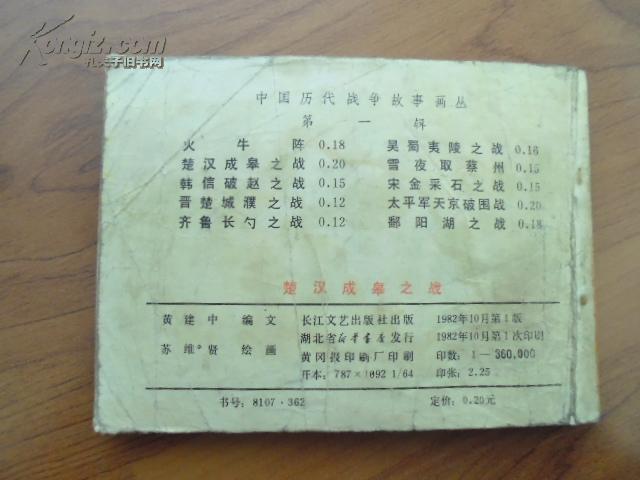 Kongfz.com
孔夫子旧书网
中国历代战争故事画丛
第一辑
火牛阵 0.18 吴蜀夷陵之战 0.16
楚汉成皋之战 0.20 雪夜取蔡州 0.15
韩信破赵之战 0.15 宋金采石之战 0.15
晋楚城濮之战 0.12 太平军天京破围战 0.20
齐鲁长勺之战 0.12 鄱阳湖之战 0.18
楚汉成皋之战
黄建中 编文 长江文艺出版社出版 1982年10月第1版
湖北省新华书店发行 1982年10月第1次印刷
苏维贤 绘画 黄冈报印刷厂印刷 印数：1—360,000
开本：787×1092 1/64 印张：2.25
书号：8107·362 定价：0.20元